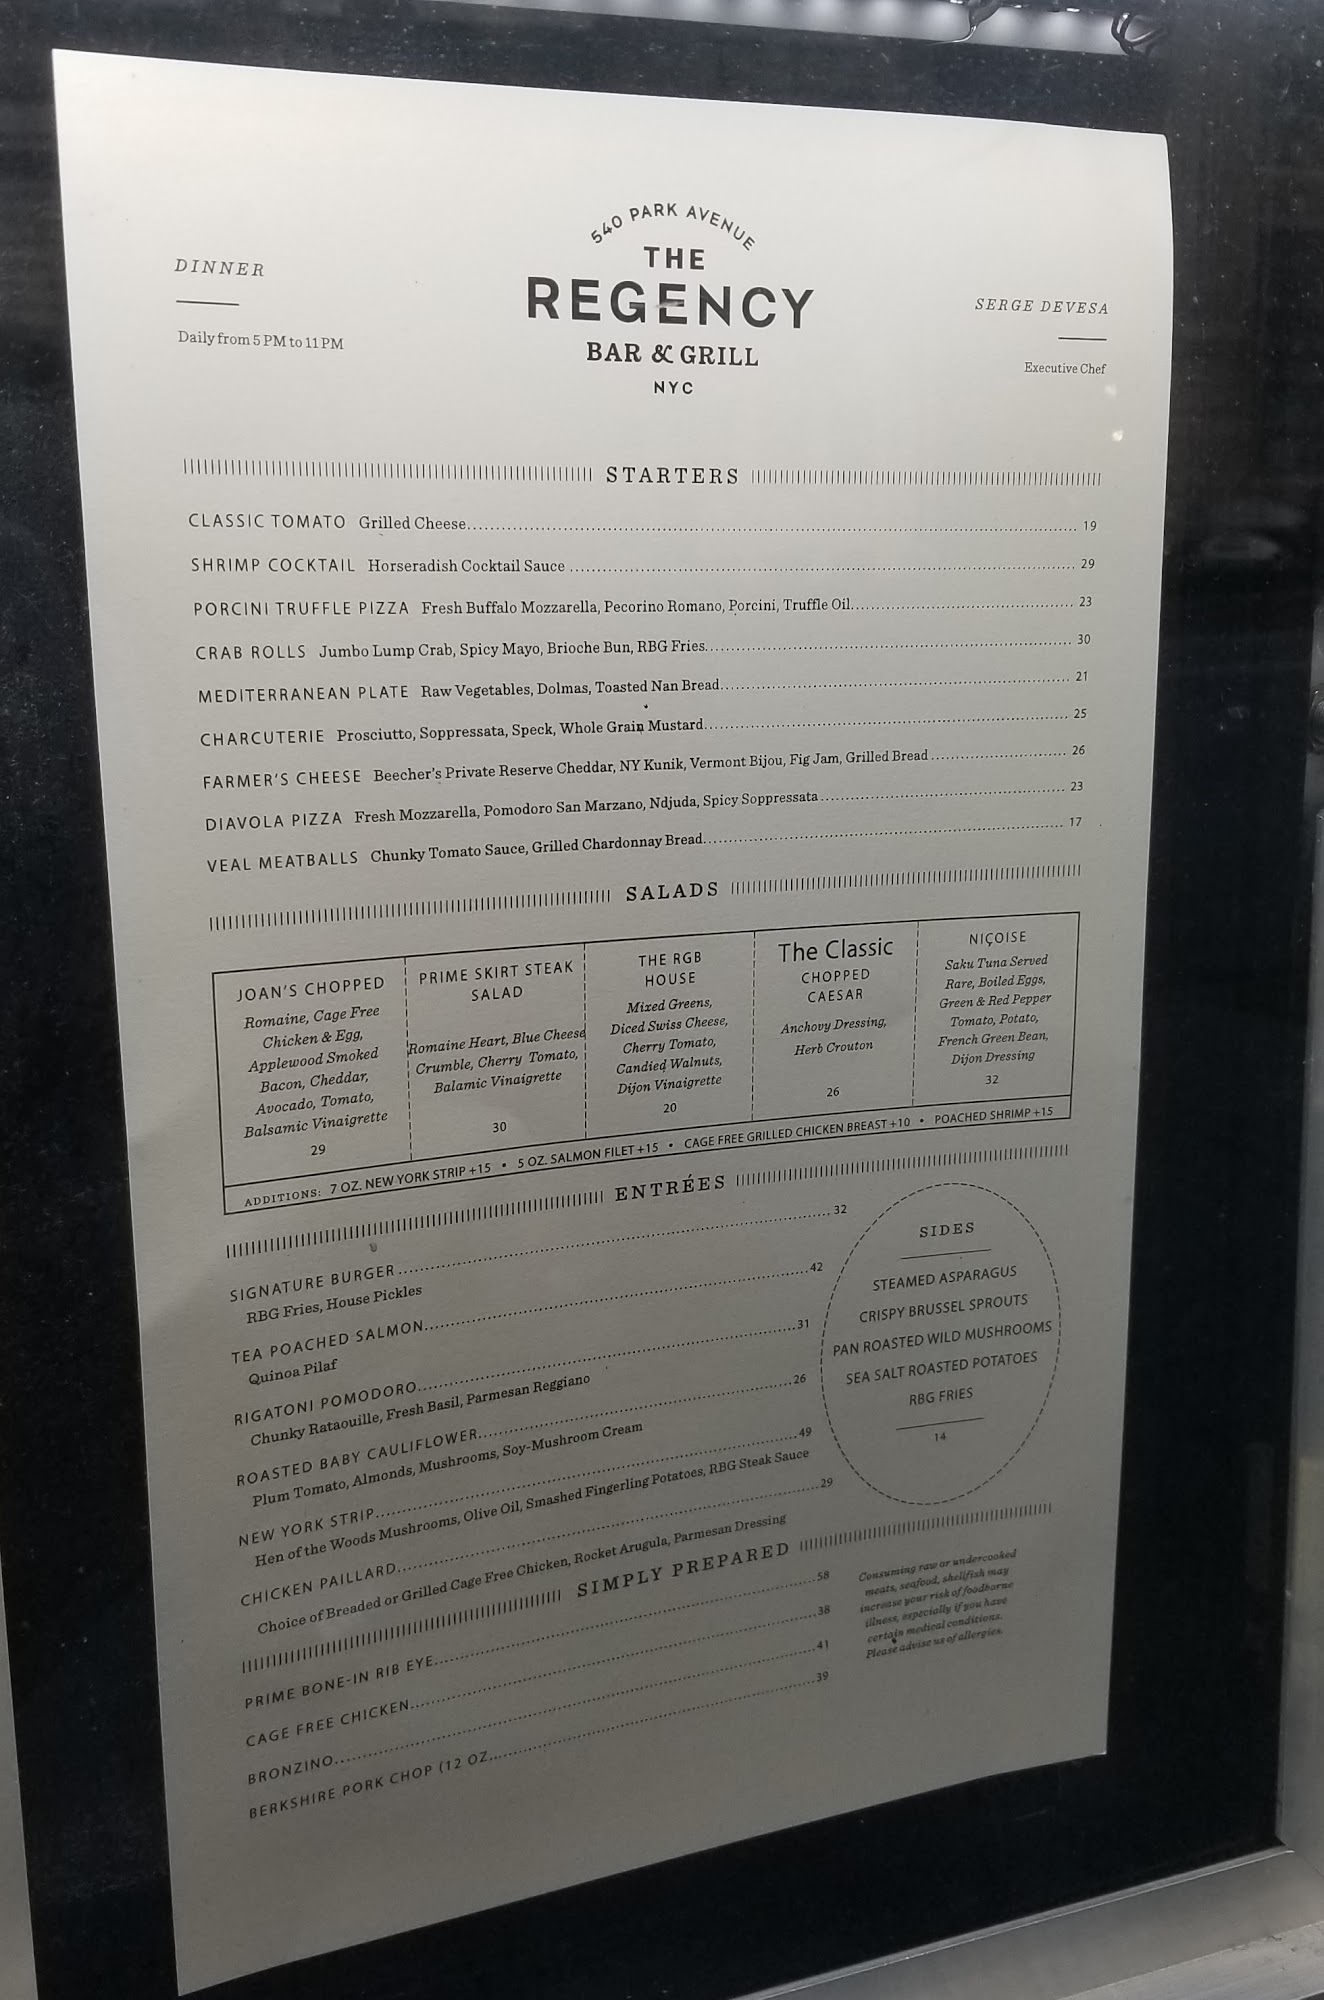 540 PARK AVENUE
THE
REGENCY
BAR & GRILL
NYC
DINNER
Daily from 5 PM to 11 PM
SERGE DEVESA
Executive Chef
STARTERS
CLASSIC TOMATO Grilled Cheese 19
SHRIMP COCKTAIL Horseradish Cocktail Sauce 29
PORCINI TRUFFLE PIZZA Fresh Buffalo Mozzarella, Pecorino Romano, Porcini, Truffle Oil 23
CRAB ROLLS Jumbo Lump Crab, Spicy Mayo, Brioche Bun, RBG Fries 30
MEDITERRANEAN PLATE Raw Vegetables, Dolmas, Toasted Nan Bread 21
CHARCUTERIE Prosciutto, Soppressata, Speck, Whole Grain Mustard 25
FARMER'S CHEESE Beecher's Private Reserve Cheddar, NY Kunik, Vermont Bijou, Fig Jam, Grilled Bread 26
DIAVOLA PIZZA Fresh Mozzarella, Pomodoro San Marzano, Ndjuda, Spicy Soppressata 23
VEAL MEATBALLS Chunky Tomato Sauce, Grilled Chardonnay Bread 17
SALADS
JOAN'S CHOPPED
Romaine, Cage Free
Chicken & Egg,
Applewood Smoked
Bacon, Cheddar,
Avocado, Tomato,
Balsamic Vinaigrette
29
PRIME SKIRT STEAK
SALAD
Romaine Heart, Blue Cheese
Crumble, Cherry Tomato,
Balamic Vinaigrette
30
THE RGB
HOUSE
Mixed Greens,
Diced Swiss Cheese,
Cherry Tomato,
Candied Walnuts,
Dijon Vinaigrette
20
The Classic
CHOPPED
CAESAR
Anchovy Dressing,
Herb Crouton
26
NIÇOISE
Saku Tuna Served
Rare, Boiled Eggs,
Green & Red Pepper
Tomato, Potato,
French Green Bean,
Dijon Dressing
32
ADDITIONS: 7 OZ. NEW YORK STRIP +15 • 5 OZ. SALMON FILET +15 • CAGE FREE GRILLED CHICKEN BREAST +10 • POACHED SHRIMP +15
ENTRÉES
SIGNATURE BURGER 32
RBG Fries, House Pickles
TEA POACHED SALMON 42
Quinoa Pilaf
RIGATONI POMODORO 31
Chunky Rataouille, Fresh Basil, Parmesan Reggiano
ROASTED BABY CAULIFLOWER 26
Plum Tomato, Almonds, Mushrooms, Soy-Mushroom Cream
NEW YORK STRIP 49
Hen of the Woods Mushrooms, Olive Oil, Smashed Fingerling Potatoes, RBG Steak Sauce
CHICKEN PAILLARD 29
Choice of Breaded or Grilled Cage Free Chicken, Rocket Arugula, Parmesan Dressing
SIDES
STEAMED ASPARAGUS
CRISPY BRUSSEL SPROUTS
PAN ROASTED WILD MUSHROOMS
SEA SALT ROASTED POTATOES
RBG FRIES
14
SIMPLY PREPARED
PRIME BONE-IN RIB EYE 58
CAGE FREE CHICKEN 38
BRONZINO 41
BERKSHIRE PORK CHOP (12 OZ 39
Consuming raw or undercooked
meats, seafood, shellfish may
increase your risk of foodborne
illness, especially if you have
certain medical conditions.
Please advise us of allergies.